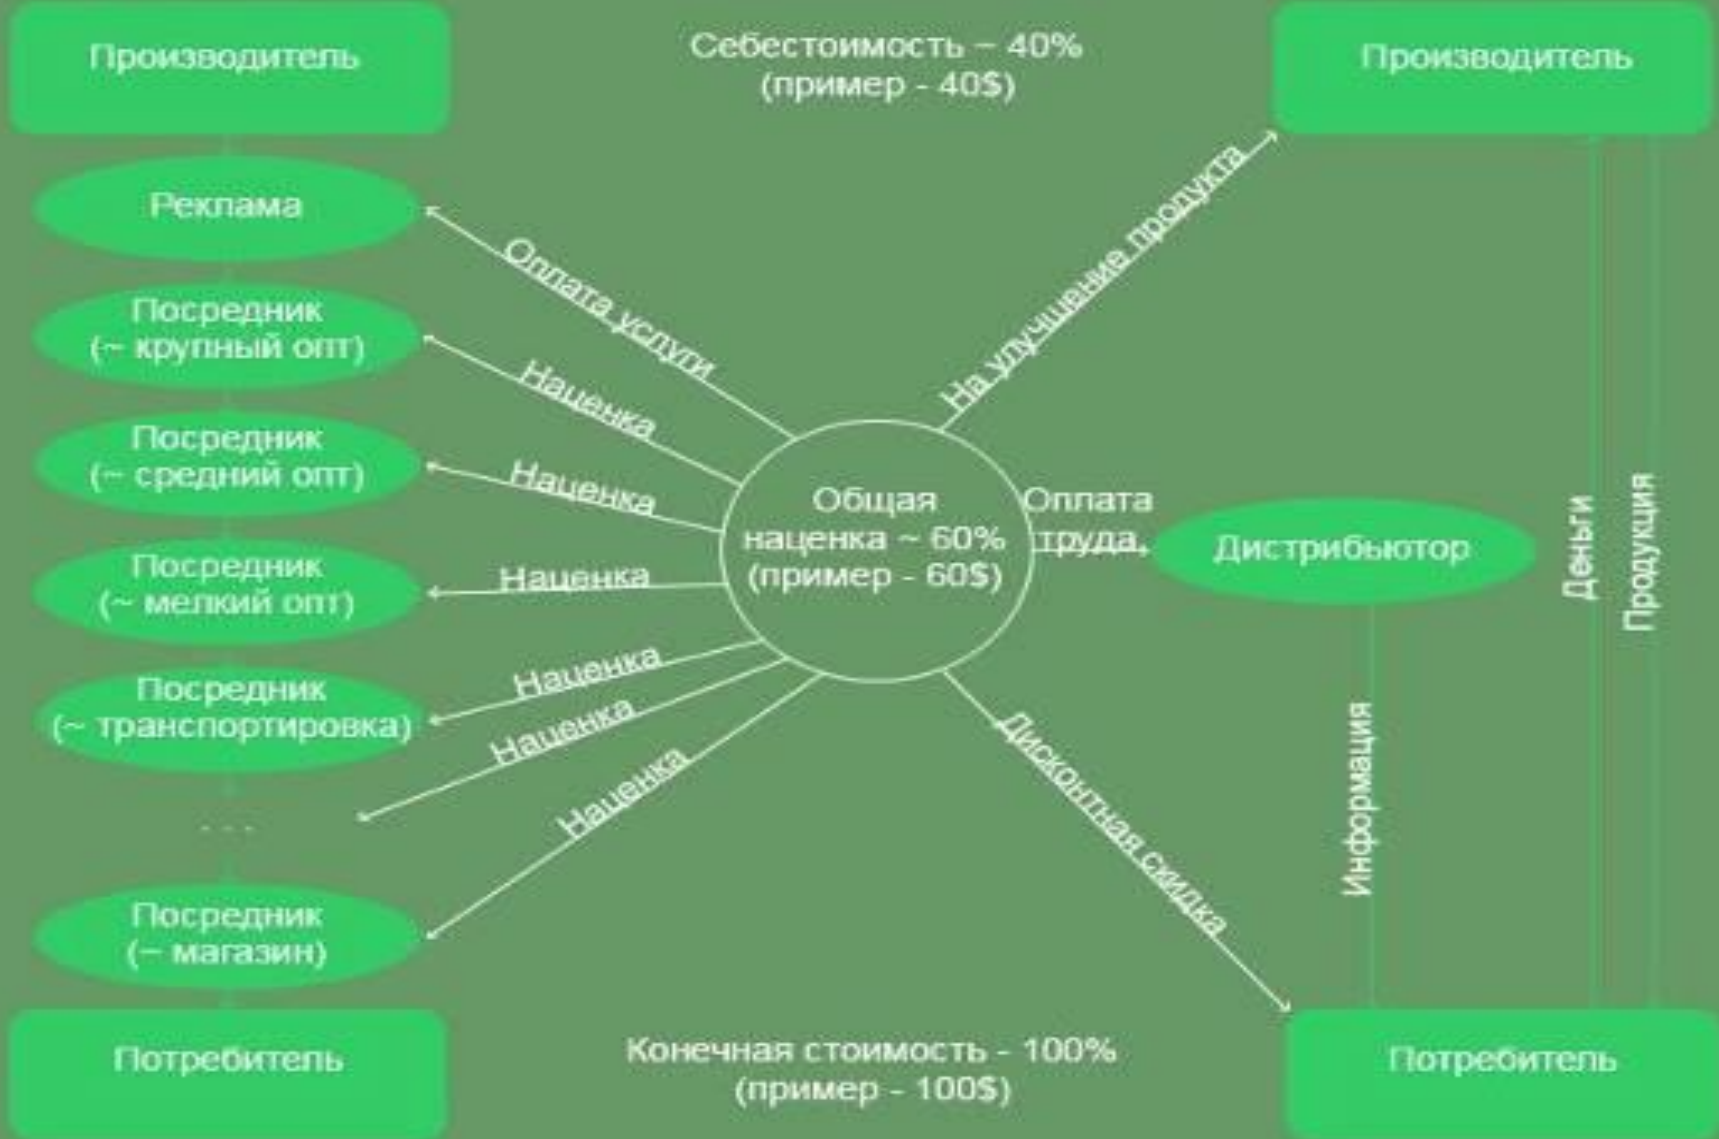 Производитель
Себестоимость – 40%
(пример - 40$)
Производитель
Реклама
Посредник
(~ крупный опт)
Посредник
(~ средний опт)
Посредник
(~ мелкий опт)
Посредник
(~ транспортировка)
- - -
Посредник
(~ магазин)
Потребитель
Оплата услуги
Наценка
Наценка
Наценка
Наценка
Наценка
Наценка
Общая
наценка ~ 60%
(пример - 60$)
На улучшение продукта
Оплата
труда
Дистрибьютор
Дисконтная скидка
Информация
Деньги
Продукция
Конечная стоимость - 100%
(пример - 100$)
Потребитель